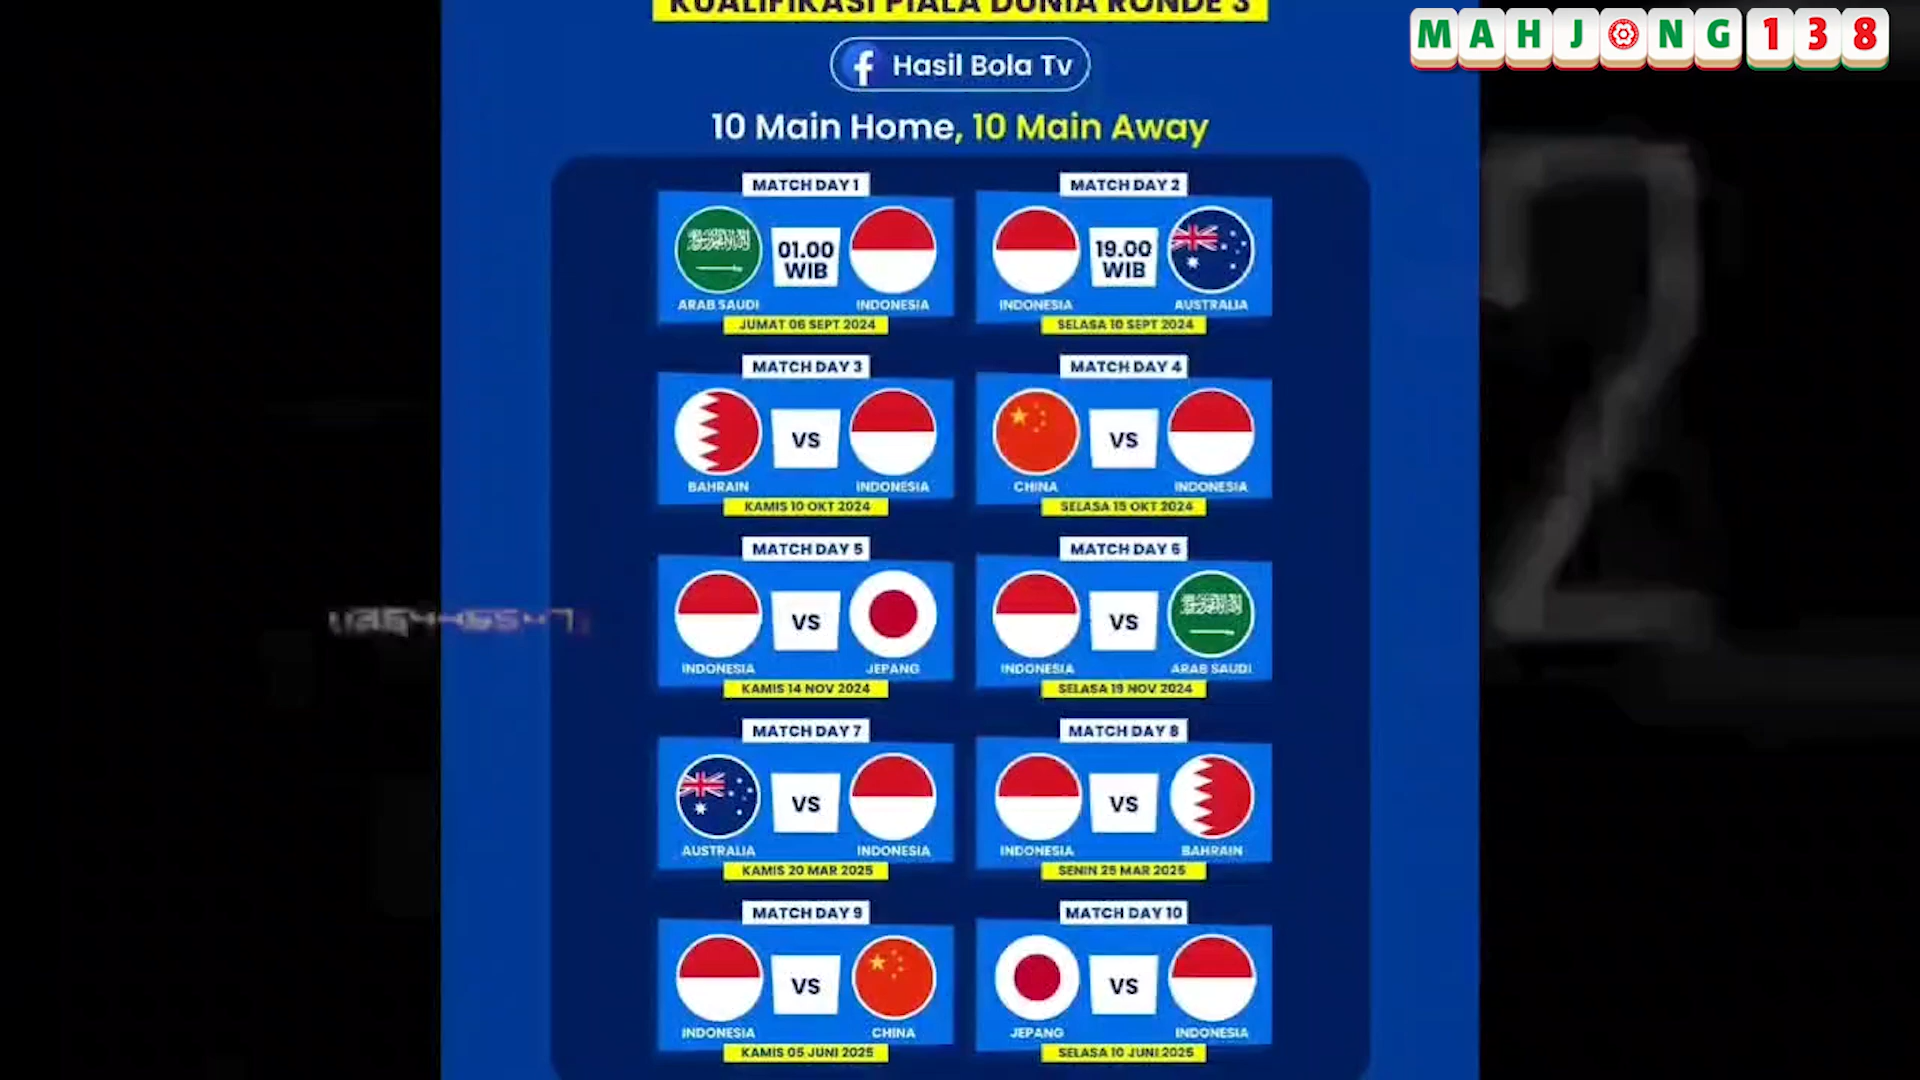 KUALIFIKASI PIALA DUNIA RONDE 3
MAHJONG138
Hasil Bola Tv
10 Main Home, 10 Main Away
MATCH DAY 1
01.00
WIB
ARAB SAUDI
INDONESIA
JUMAT 06 SEPT 2024
MATCH DAY 2
19.00
WIB
INDONESIA
AUSTRALIA
SELASA 10 SEPT 2024
MATCH DAY 3
VS
BAHRAIN
INDONESIA
KAMIS 10 OKT 2024
MATCH DAY 4
VS
CHINA
INDONESIA
SELASA 15 OKT 2024
MATCH DAY 5
VS
INDONESIA
JEPANG
KAMIS 14 NOV 2024
MATCH DAY 6
VS
INDONESIA
ARAB SAUDI
SELASA 19 NOV 2024
MATCH DAY 7
VS
AUSTRALIA
INDONESIA
KAMIS 20 MAR 2025
MATCH DAY 8
VS
INDONESIA
BAHRAIN
SENIN 25 MAR 2025
MATCH DAY 9
VS
INDONESIA
CHINA
KAMIS 05 JUNI 2025
MATCH DAY 10
VS
JEPANG
INDONESIA
SELASA 10 JUNI 2025
2